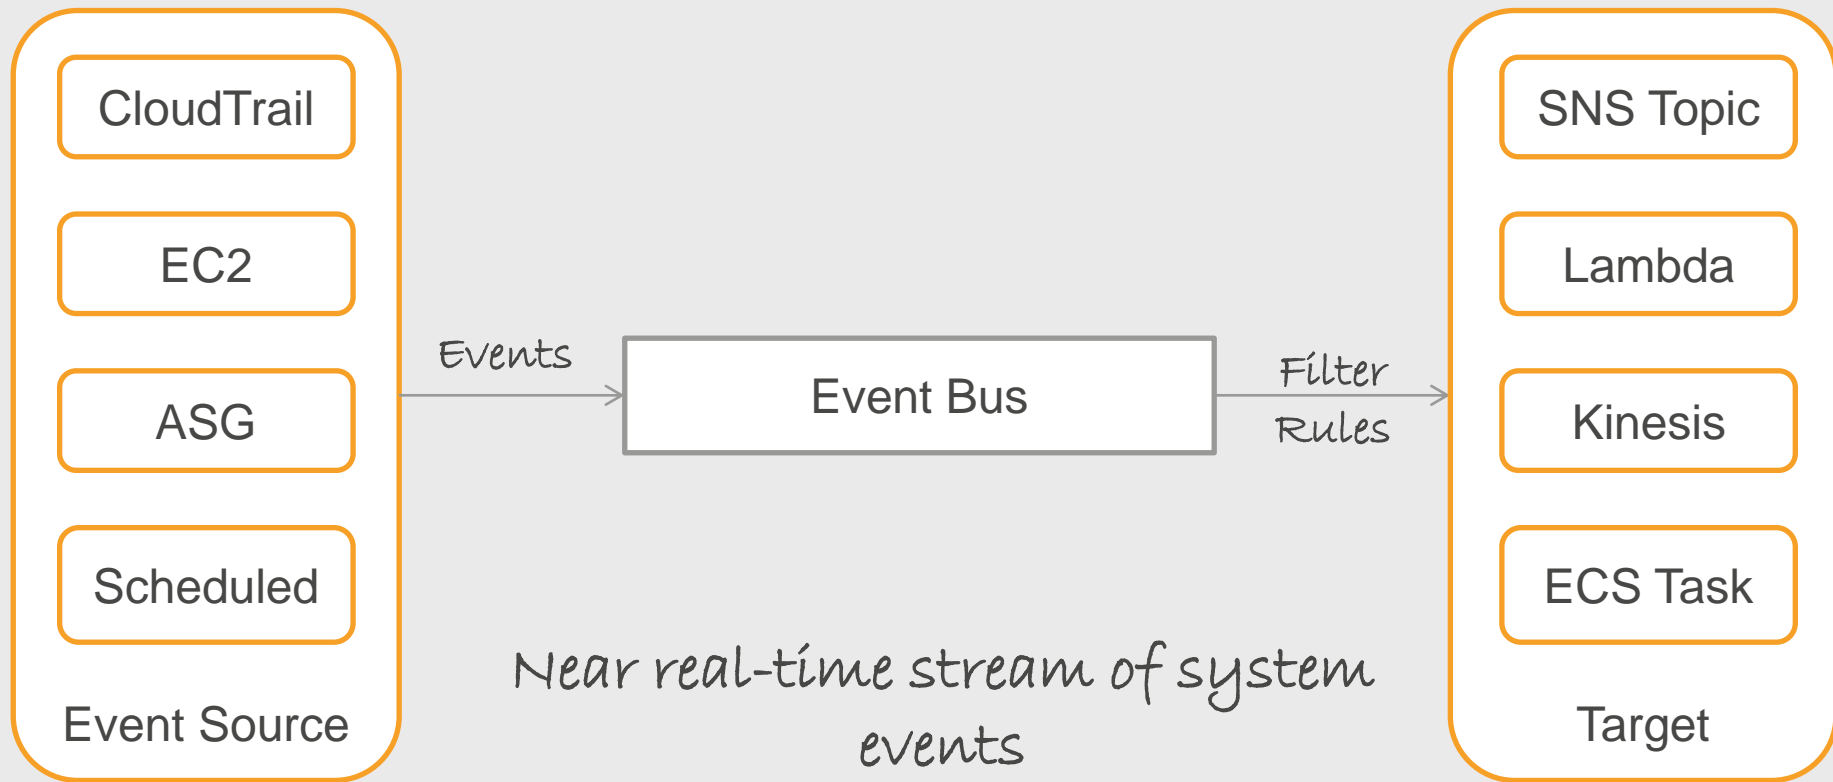 CloudTrail
EC2
ASG
Scheduled
Event Source
Events
Event Bus
Filter
Rules
SNS Topic
Lambda
Kinesis
ECS Task
Target
Near real-time stream of system
events